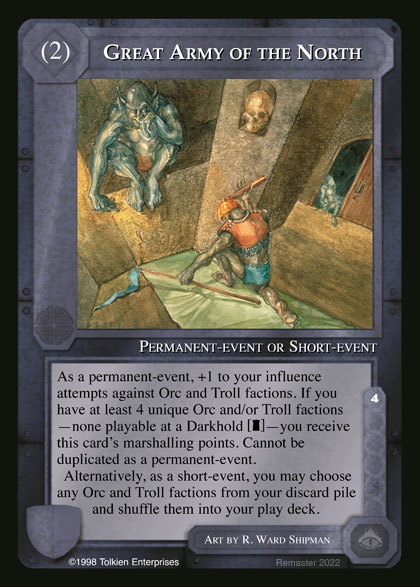 (2)
Great Army of the North
Permanent-event or Short-event
As a permanent-event, +1 to your influence
attempts against Orc and Troll factions. If you
have at least 4 unique Orc and/or Troll factions
—none playable at a Darkhold [ ]—you receive
this card's marshalling points. Cannot be
duplicated as a permanent-event.
Alternatively, as a short-event, you may choose
any Orc and Troll factions from your discard pile
and shuffle them into your play deck.
4
Art by R. Ward Shipman
©1998 Tolkien Enterprises
Remaster 2022